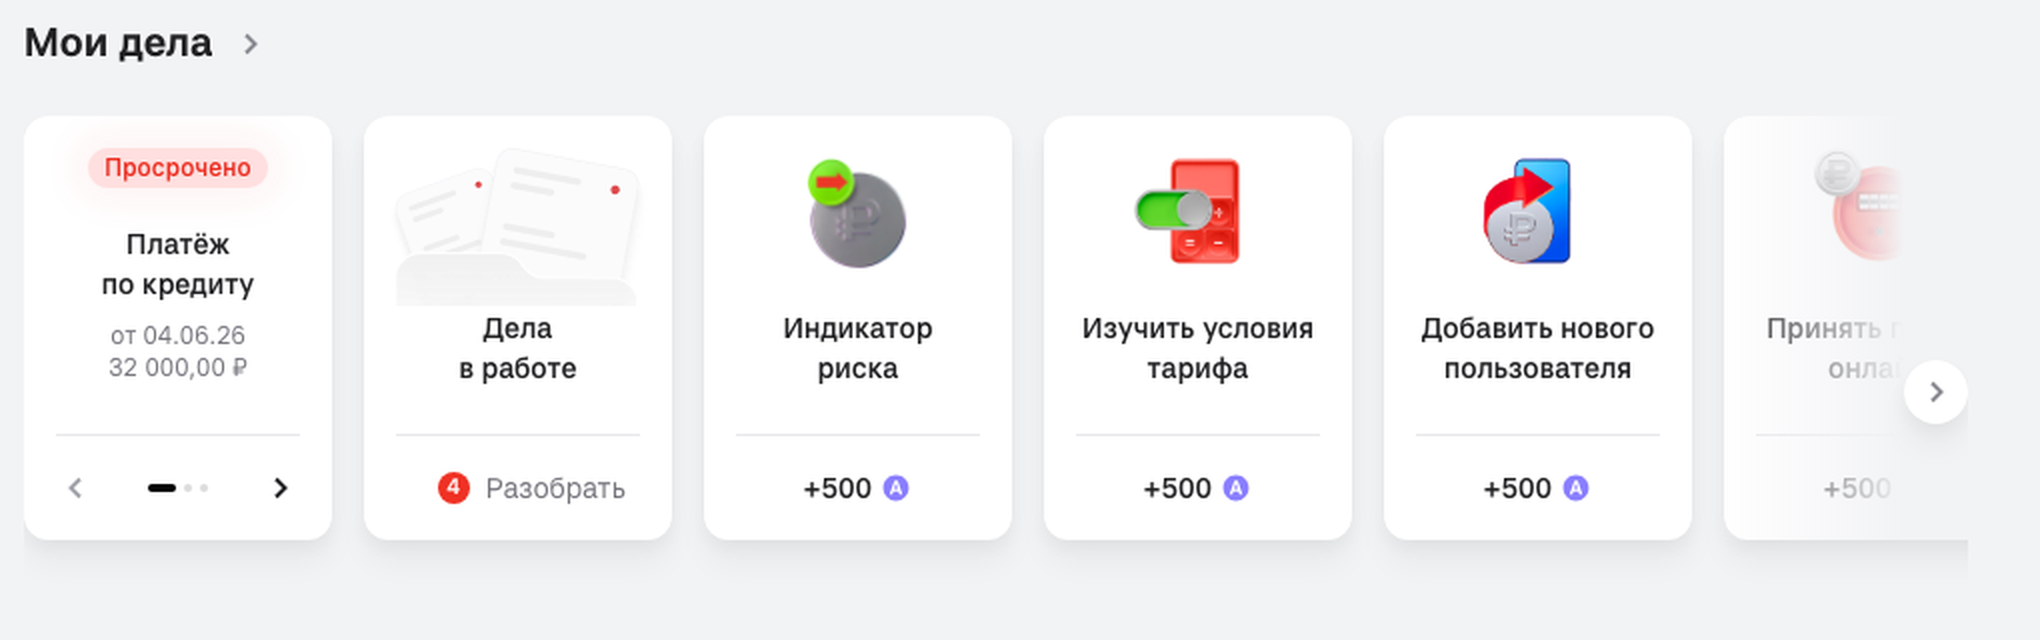 Мои дела
Просрочено
Платёж
по кредиту
от 04.06.26
32 000,00 ₽
Дела
в работе
4 Разобрать
Индикатор
риска
+500 A
Изучить условия
тарифа
+500 A
Добавить нового
пользователя
+500 A
Принять
+500